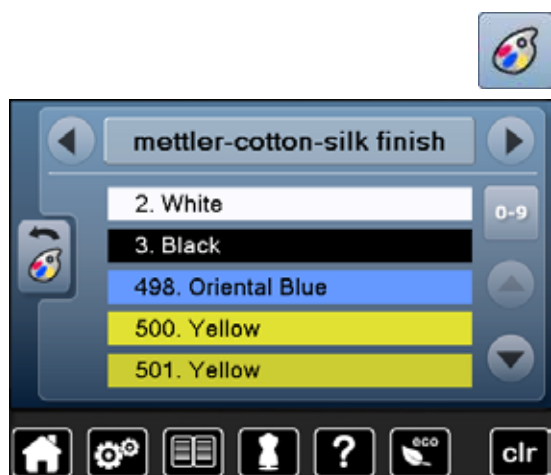 mettler-cotton-silk finish
2. White
0-9
3. Black
498. Oriental Blue
500. Yellow
501. Yellow
?
eco
clr